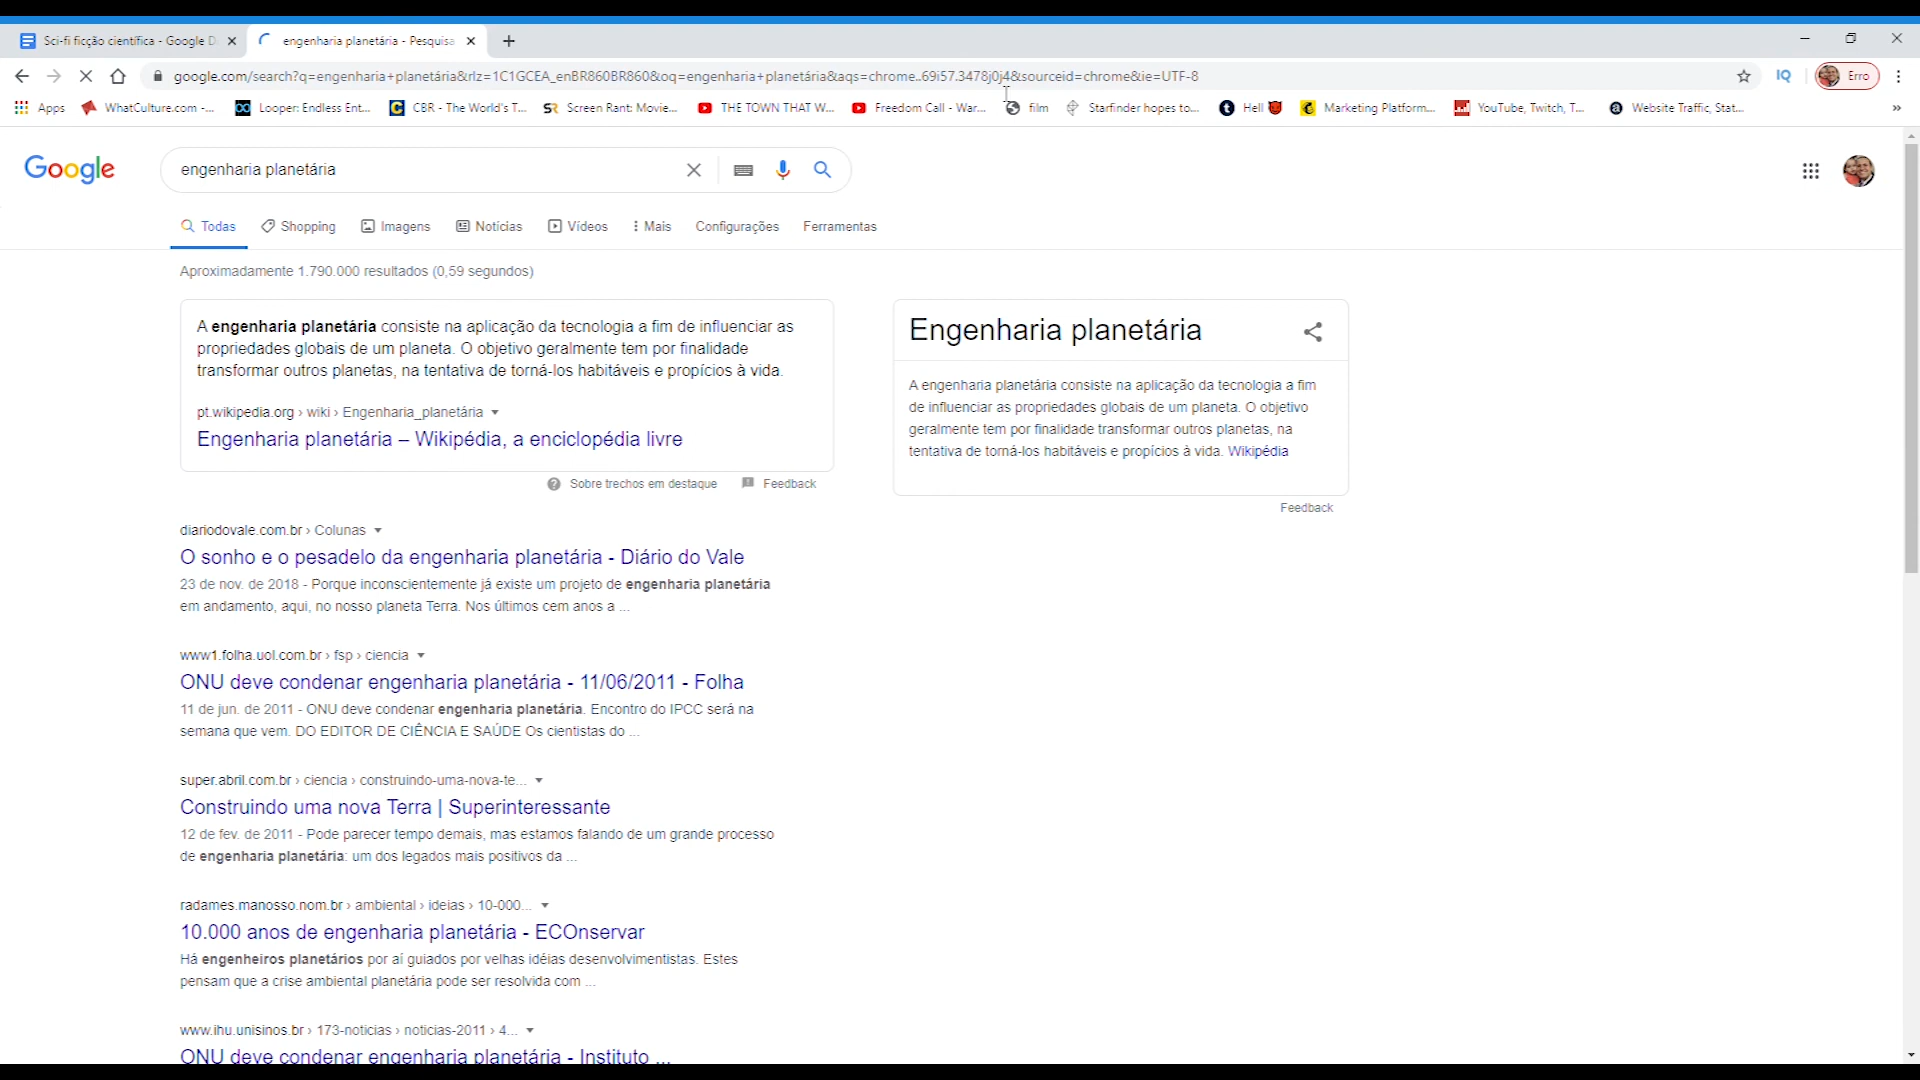 Sci-fi ficção científica - Google D
engenharia planetária - Pesquisa
google.com/search?q=engenharia+planetária&rlz=1C1GCEA_enBR860BR860&oq=engenharia+planetária&aqs=chrome..69i57.3478j0j4&sourceid=chrome&ie=UTF-8
IQ
Erro
Apps
WhatCulture.com -...
Looper: Endless Ent...
CBR - The World's T...
Screen Rant: Movie...
THE TOWN THAT W...
Freedom Call - War...
film
Starfinder hopes to...
Hell
Marketing Platform...
YouTube, Twitch, T...
Website Traffic, Stat...
Google
engenharia planetária
Todas
Shopping
Imagens
Notícias
Vídeos
Mais
Configurações
Ferramentas
Aproximadamente 1.790.000 resultados (0,59 segundos)
A engenharia planetária consiste na aplicação da tecnologia a fim de influenciar as
propriedades globais de um planeta. O objetivo geralmente tem por finalidade
transformar outros planetas, na tentativa de torná-los habitáveis e propícios à vida.
pt.wikipedia.org › wiki › Engenharia_planetária
Engenharia planetária – Wikipédia, a enciclopédia livre
Sobre trechos em destaque
Feedback
Engenharia planetária
A engenharia planetária consiste na aplicação da tecnologia a fim
de influenciar as propriedades globais de um planeta. O objetivo
geralmente tem por finalidade transformar outros planetas, na
tentativa de torná-los habitáveis e propícios à vida. Wikipédia
Feedback
diariodovale.com.br › Colunas
O sonho e o pesadelo da engenharia planetária - Diário do Vale
23 de nov. de 2018 - Porque inconscientemente já existe um projeto de engenharia planetária
em andamento, aqui, no nosso planeta Terra. Nos últimos cem anos a ...
www1.folha.uol.com.br › fsp › ciencia
ONU deve condenar engenharia planetária - 11/06/2011 - Folha
11 de jun. de 2011 - ONU deve condenar engenharia planetária. Encontro do IPCC será na
semana que vem. DO EDITOR DE CIÊNCIA E SAÚDE Os cientistas do ...
super.abril.com.br › ciencia › construindo-uma-nova-te...
Construindo uma nova Terra | Superinteressante
12 de fev. de 2011 - Pode parecer tempo demais, mas estamos falando de um grande processo
de engenharia planetária: um dos legados mais positivos da ...
radames.manosso.nom.br › ambiental › ideias › 10-000...
10.000 anos de engenharia planetária - ECOnservar
Há engenheiros planetários por aí guiados por velhas idéias desenvolvimentistas. Estes
pensam que a crise ambiental planetária pode ser resolvida com ...
www.ihu.unisinos.br › 173-noticias › noticias-2011 › 4...
ONU deve condenar engenharia planetária - Instituto ...